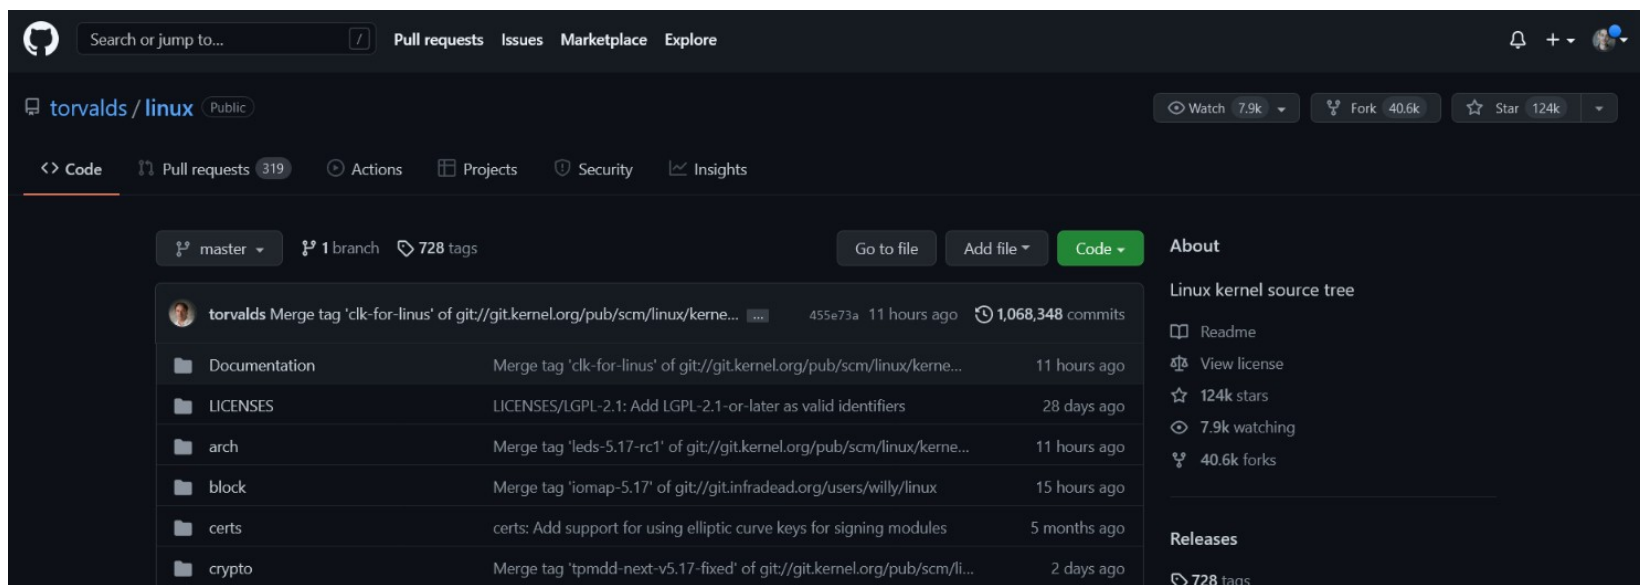 Search or jump to... / Pull requests Issues Marketplace Explore
torvalds / linux Public Watch 7.9k Fork 40.6k Star 124k
<> Code Pull requests 319 Actions Projects Security Insights
master 1 branch 728 tags Go to file Add file Code
About
Linux kernel source tree
torvalds Merge tag 'clk-for-linus' of git://git.kernel.org/pub/scm/linux/kerne... ... 455e73a 11 hours ago 1,068,348 commits
Documentation Merge tag 'clk-for-linus' of git://git.kernel.org/pub/scm/linux/kerne... 11 hours ago
LICENSES LICENSES/LGPL-2.1: Add LGPL-2.1-or-later as valid identifiers 28 days ago
arch Merge tag 'leds-5.17-rc1' of git://git.kernel.org/pub/scm/linux/kerne... 11 hours ago
block Merge tag 'iomap-5.17' of git://git.infradead.org/users/willy/linux 15 hours ago
certs certs: Add support for using elliptic curve keys for signing modules 5 months ago
crypto Merge tag 'tpmdd-next-v5.17-fixed' of git://git.kernel.org/pub/scm/li... 2 days ago
Readme
View license
124k stars
7.9k watching
40.6k forks
Releases
728 tags